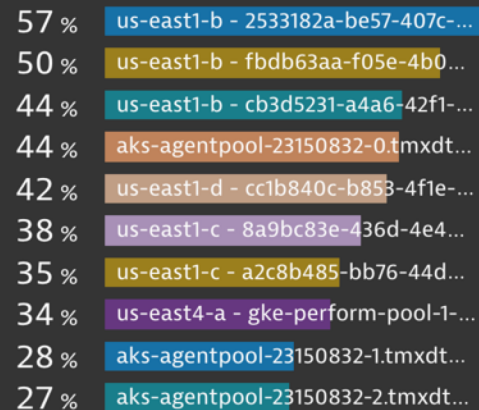 57 % us-east1-b - 2533182a-be57-407c-...
50 % us-east1-b - fbdb63aa-f05e-4b0...
44 % us-east1-b - cb3d5231-a4a6-42f1-...
44 % aks-agentpool-23150832-0.tmxdt...
42 % us-east1-d - cc1b840c-b853-4f1e-...
38 % us-east1-c - 8a9bc83e-436d-4e4...
35 % us-east1-c - a2c8b485-bb76-44d...
34 % us-east4-a - gke-perform-pool-1-...
28 % aks-agentpool-23150832-1.tmxdt...
27 % aks-agentpool-23150832-2.tmxdt...